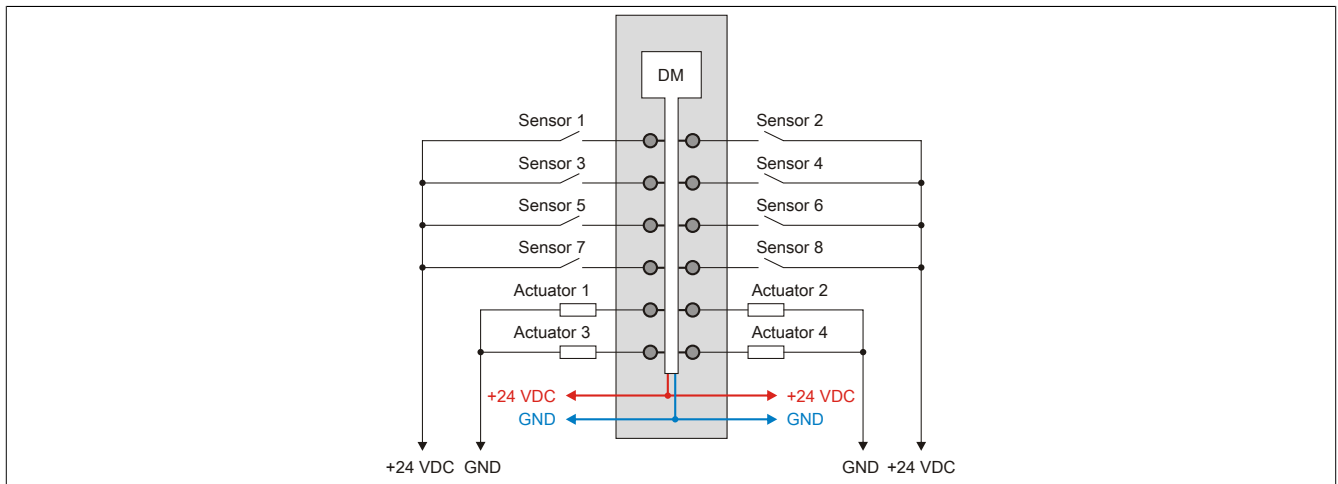 DM
Sensor 1
Sensor 2
Sensor 3
Sensor 4
Sensor 5
Sensor 6
Sensor 7
Sensor 8
Actuator 1
Actuator 2
Actuator 3
Actuator 4
+24 VDC
+24 VDC
GND
GND
+24 VDC GND
GND +24 VDC